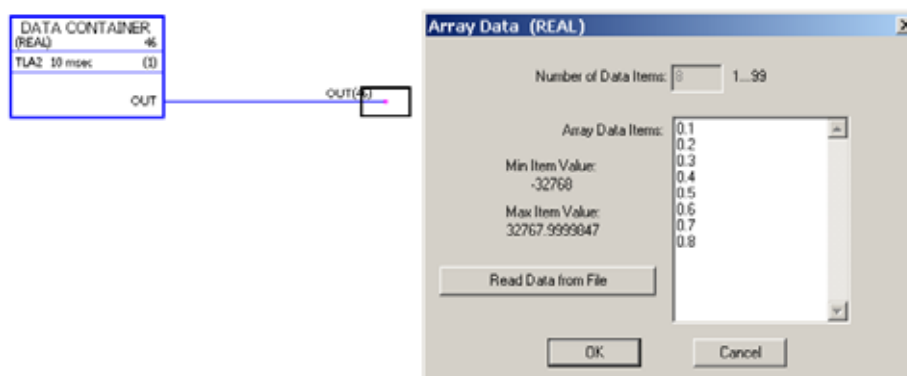 DATA CONTAINER
(REAL) 46
TLA2 10 msec (1)
OUT
OUT(46)
Array Data (REAL)
Number of Data Items: 8 1...99
Array Data Items:
0.1
0.2
0.3
0.4
0.5
0.6
0.7
0.8
Min Item Value:
-32768
Max Item Value:
32767.9999847
Read Data from File
OK Cancel